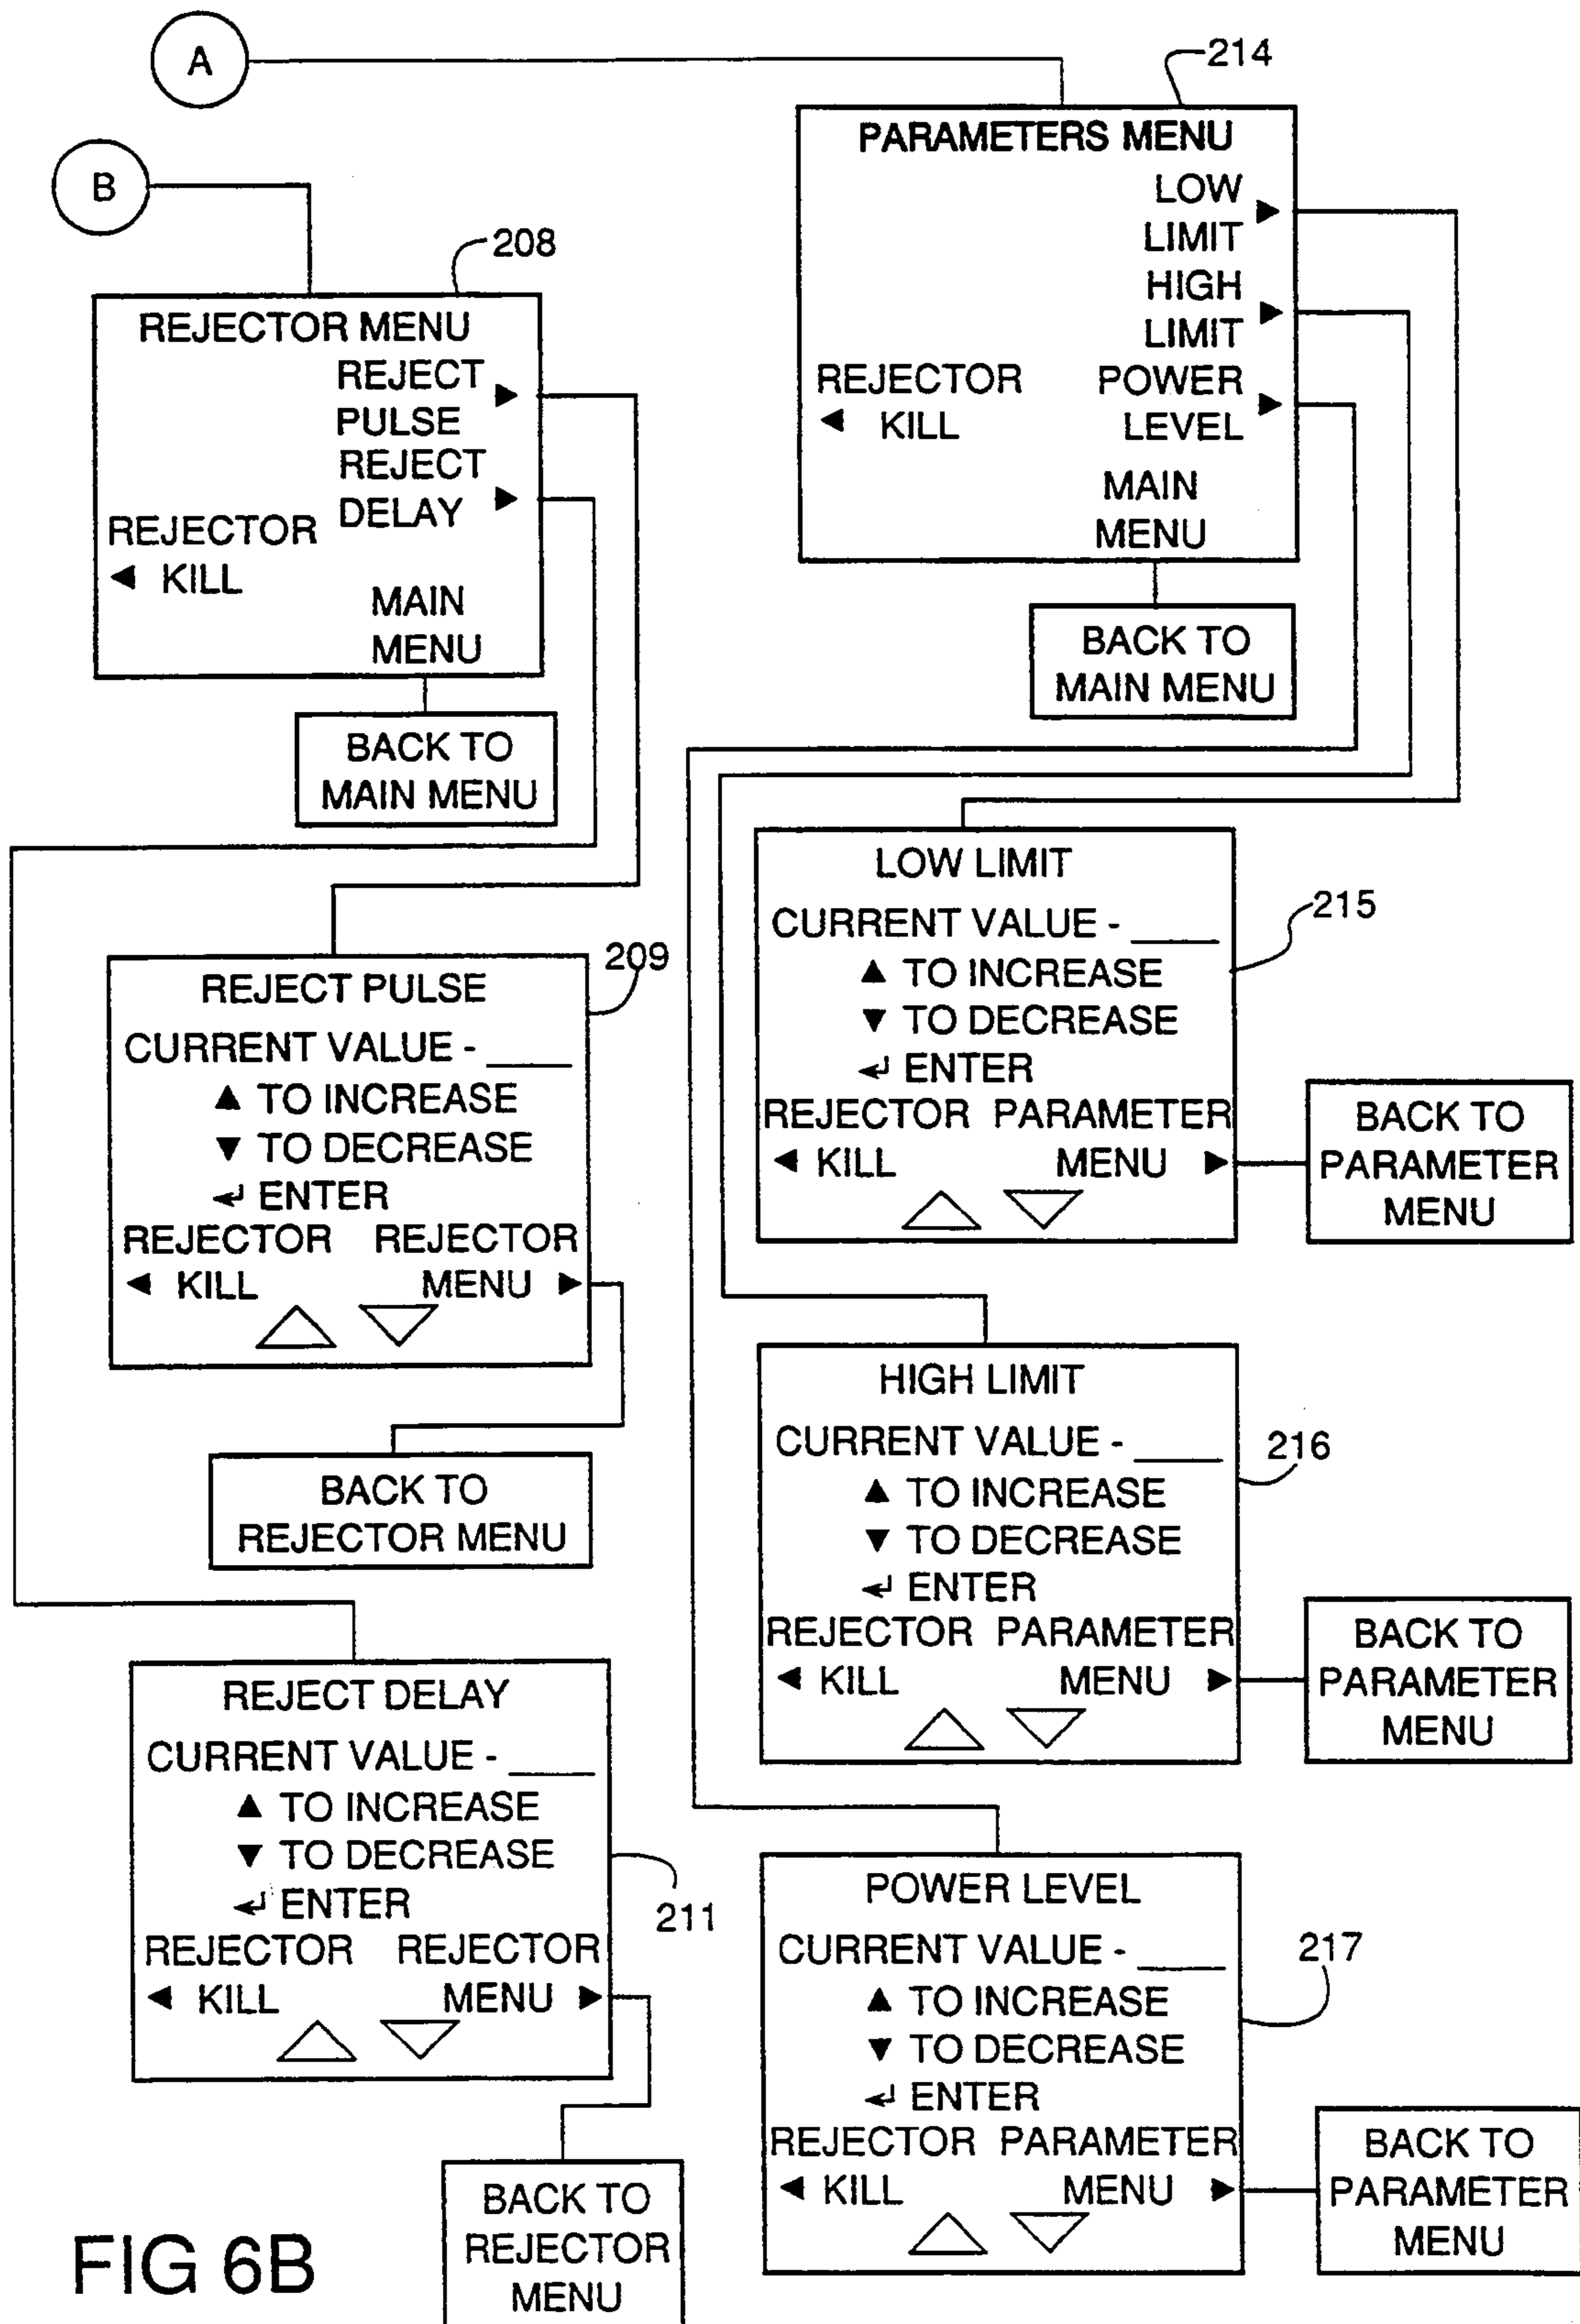 A
B
208
REJECTOR MENU
REJECT
PULSE ▶
REJECT
DELAY ▶
REJECTOR
◀ KILL
MAIN
MENU
BACK TO
MAIN MENU
209
REJECT PULSE
CURRENT VALUE - ____
▲ TO INCREASE
▼ TO DECREASE
↵ ENTER
REJECTOR REJECTOR
◀ KILL MENU ▶
BACK TO
REJECTOR MENU
REJECT DELAY
CURRENT VALUE - ____
▲ TO INCREASE
▼ TO DECREASE
↵ ENTER
211
REJECTOR REJECTOR
◀ KILL MENU ▶
BACK TO
REJECTOR
MENU
214
PARAMETERS MENU
LOW
LIMIT ▶
HIGH
LIMIT ▶
REJECTOR POWER
◀ KILL LEVEL ▶
MAIN
MENU
BACK TO
MAIN MENU
LOW LIMIT
215
CURRENT VALUE - ____
▲ TO INCREASE
▼ TO DECREASE
↵ ENTER
REJECTOR PARAMETER
◀ KILL MENU ▶
BACK TO
PARAMETER
MENU
HIGH LIMIT
CURRENT VALUE - ____
216
▲ TO INCREASE
▼ TO DECREASE
↵ ENTER
REJECTOR PARAMETER
◀ KILL MENU ▶
BACK TO
PARAMETER
MENU
POWER LEVEL
CURRENT VALUE - ____
217
▲ TO INCREASE
▼ TO DECREASE
↵ ENTER
REJECTOR PARAMETER
◀ KILL MENU ▶
BACK TO
PARAMETER
MENU
FIG 6B